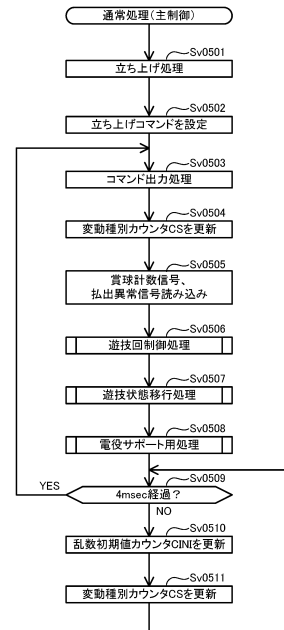 通常処理(主制御)
Sv0501
立ち上げ処理
Sv0502
立ち上げコマンドを設定
Sv0503
コマンド出力処理
Sv0504
変動種別カウンタCSを更新
Sv0505
賞球計数信号、
払出異常信号読み込み
Sv0506
遊技回制御処理
Sv0507
遊技状態移行処理
Sv0508
電役サポート用処理
Sv0509
YES
4msec経過?
NO
Sv0510
乱数初期値カウンタCINIを更新
Sv0511
変動種別カウンタCSを更新